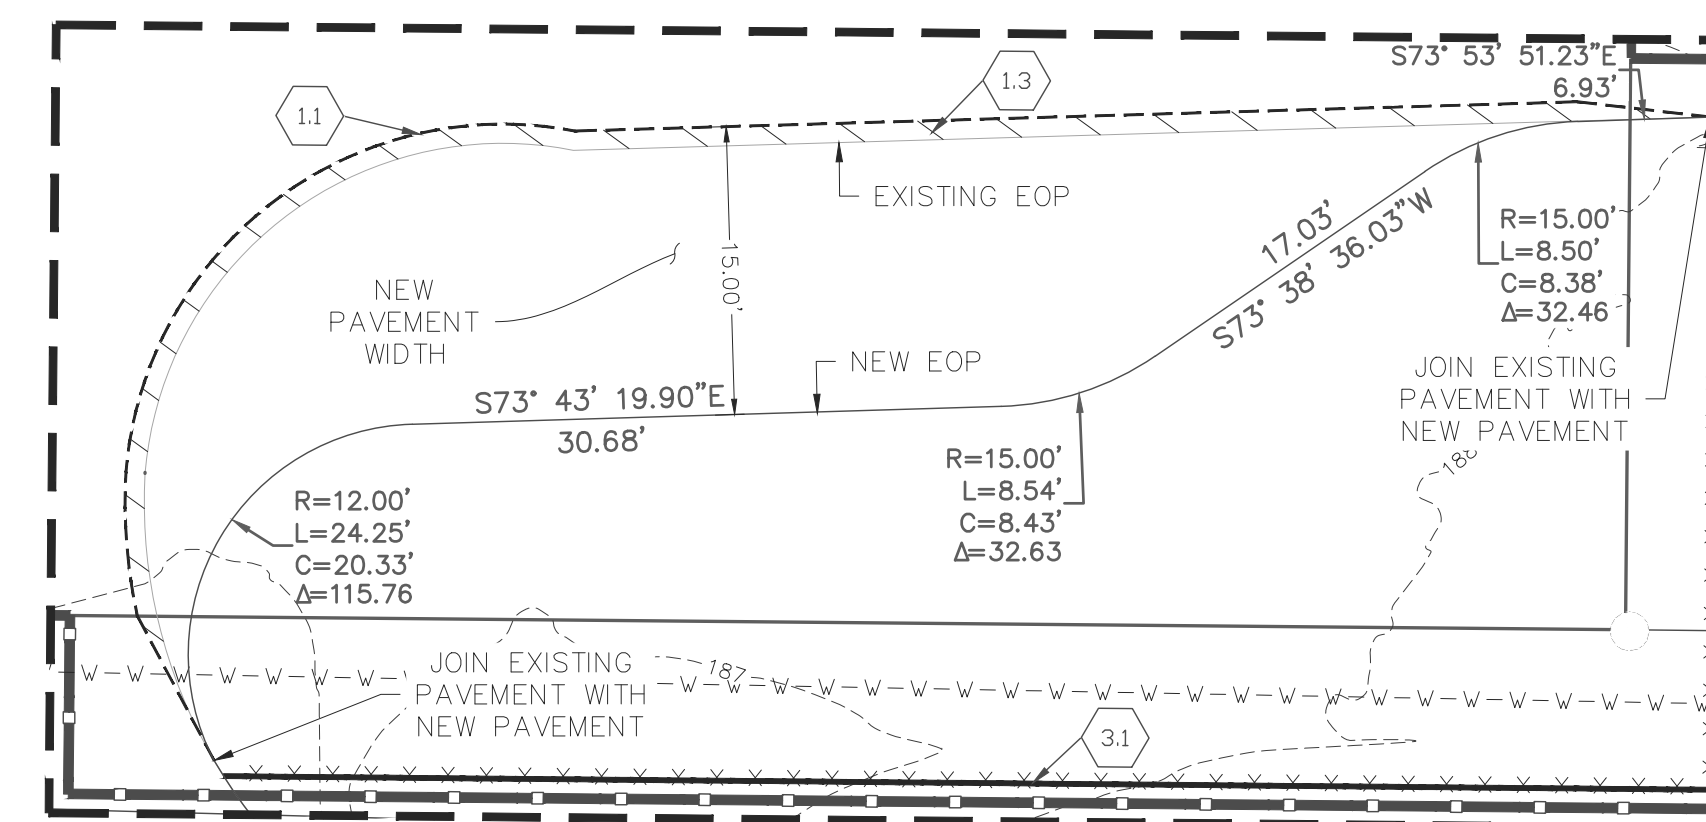 S73° 53' 51.23"E
6.93'
1.3
1.1
EXISTING EOP
17.03'
S73° 38' 36.03"W
R=15.00'
L=8.50'
C=8.38'
Δ=32.46
15.00'
NEW
PAVEMENT
WIDTH
NEW EOP
JOIN EXISTING
PAVEMENT WITH
NEW PAVEMENT
S73° 43' 19.90"E
30.68'
R=15.00'
L=8.54'
C=8.43'
Δ=32.63
R=12.00'
L=24.25'
C=20.33'
Δ=115.76
JOIN EXISTING
PAVEMENT WITH
NEW PAVEMENT
187
W W W W W W W W W W W W W W W W W W W W W W W W W W W W W W
3.1